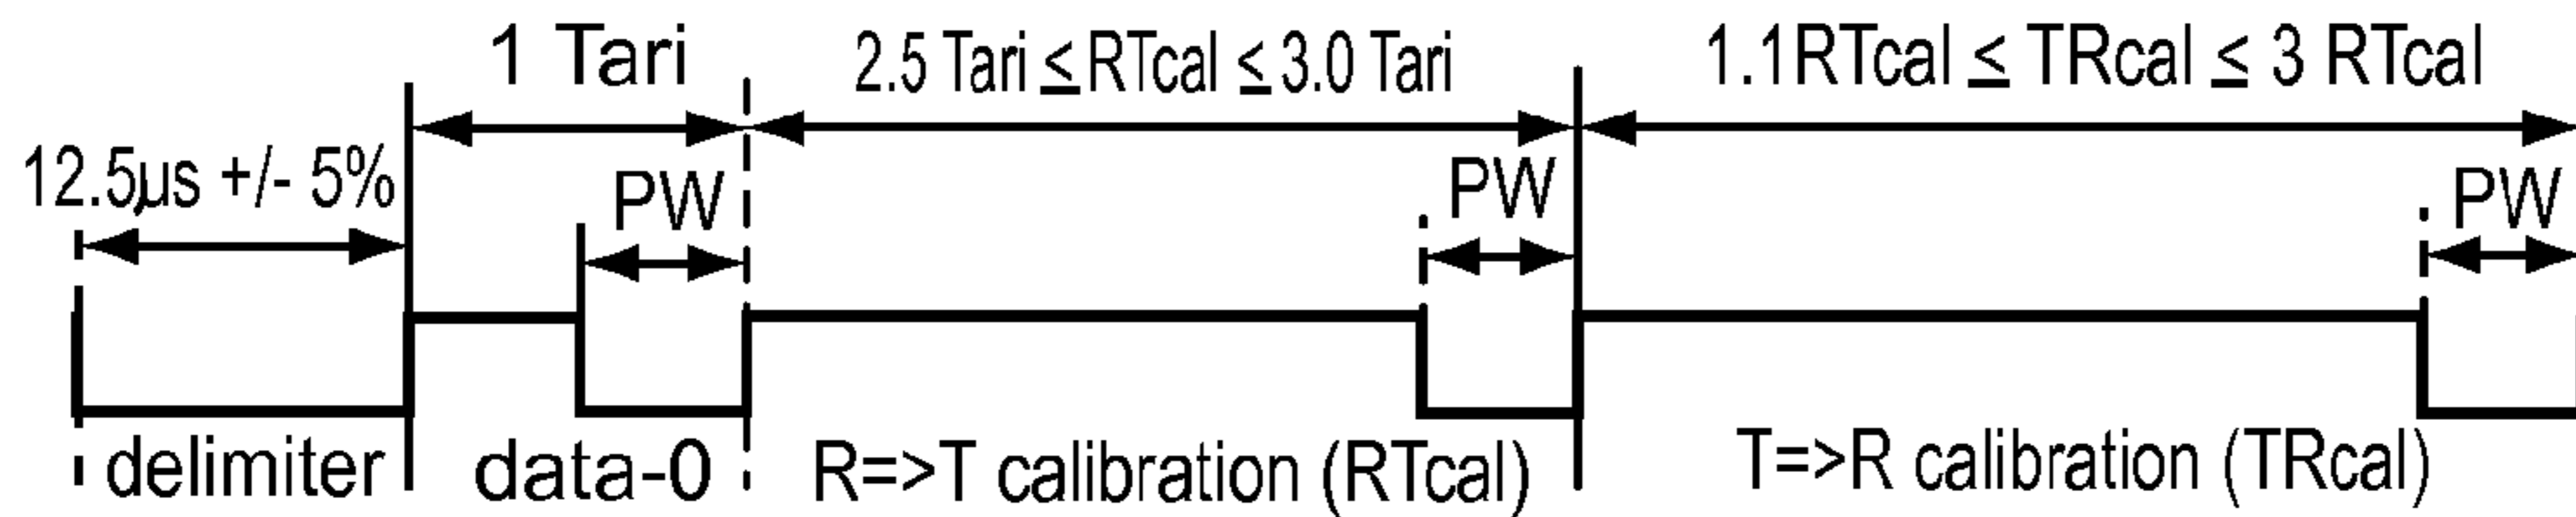 1 Tari
2.5 Tari ≤ RTcal ≤ 3.0 Tari
1.1RTcal ≤ TRcal ≤ 3 RTcal
12.5μs +/- 5%
PW
PW
PW
delimiter
data-0
R=>T calibration (RTcal)
T=>R calibration (TRcal)